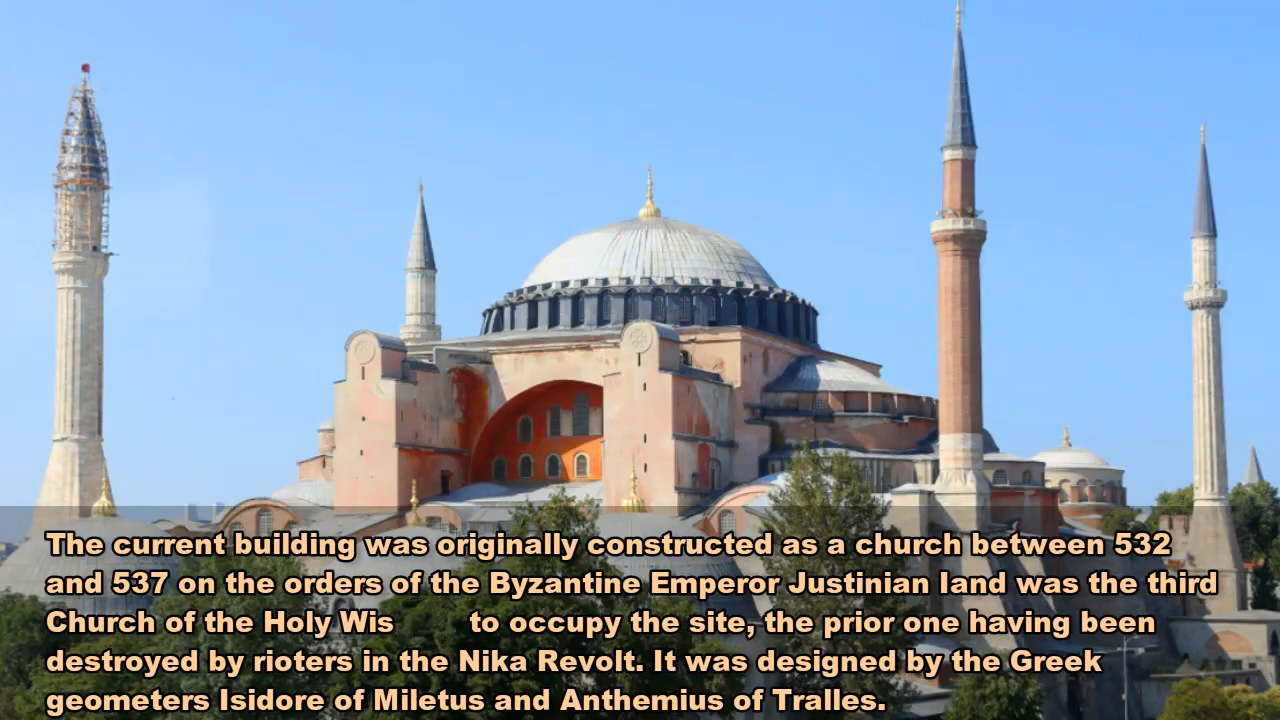 The current building was originally constructed as a church between 532
and 537 on the orders of the Byzantine Emperor Justinian Iand was the third
Church of the Holy Wis to occupy the site, the prior one having been
destroyed by rioters in the Nika Revolt. It was designed by the Greek
geometers Isidore of Miletus and Anthemius of Tralles.